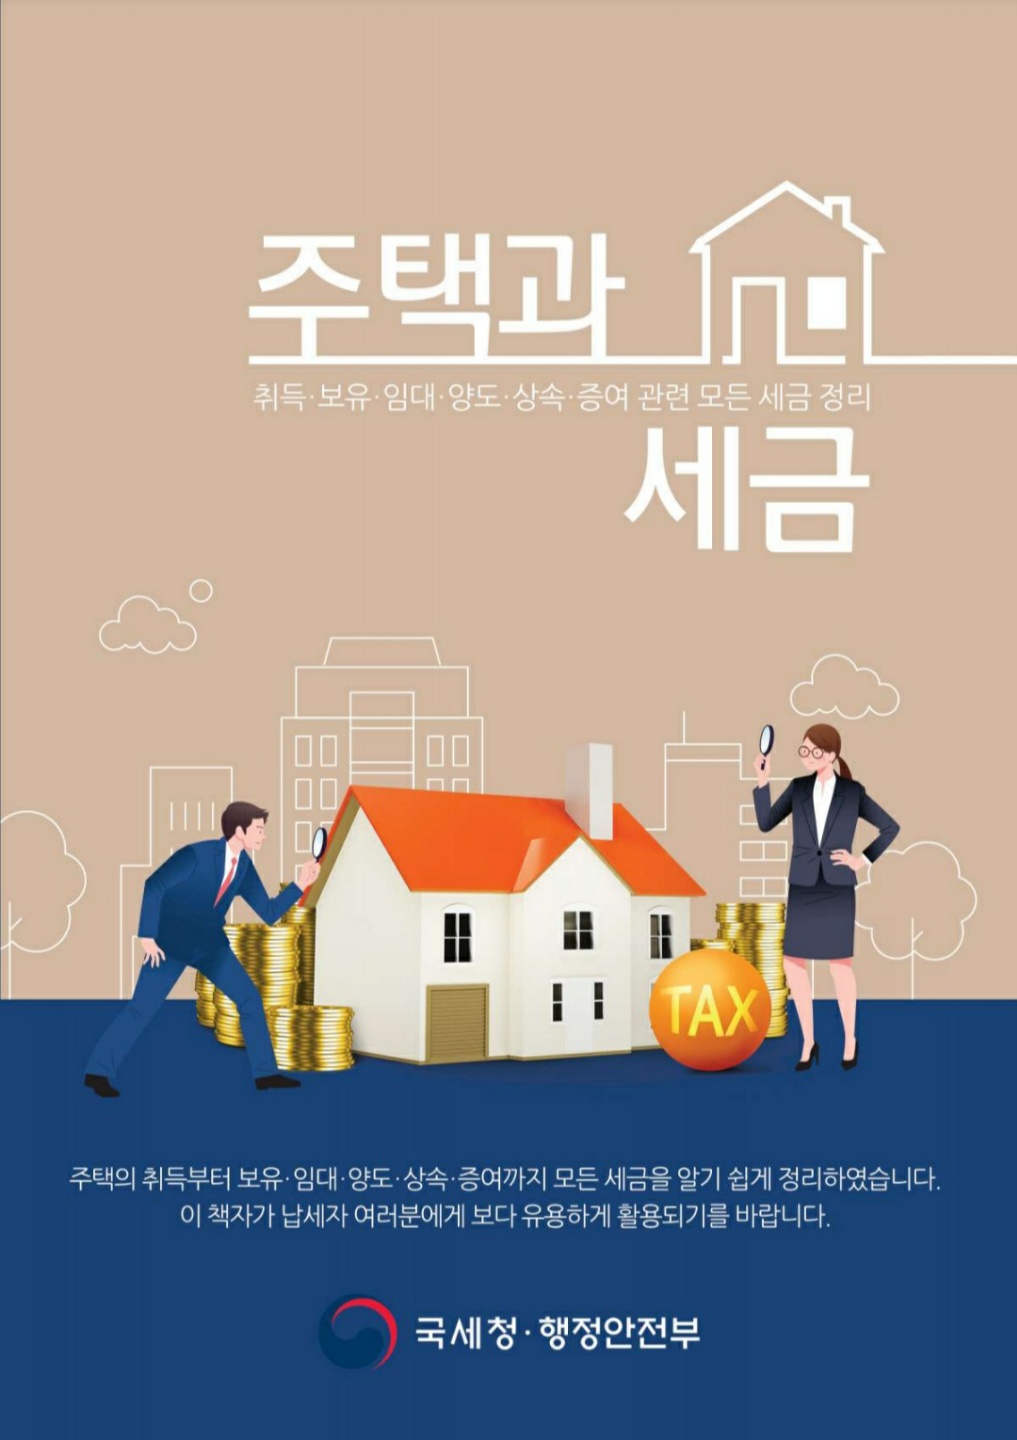 주택과
취득·보유·임대·양도·상속·증여 관련 모든 세금 정리
세금
TAX
주택의 취득부터 보유·임대·양도·상속·증여까지 모든 세금을 알기 쉽게 정리하였습니다.
이 책자가 납세자 여러분에게 보다 유용하게 활용되기를 바랍니다.
국세청·행정안전부